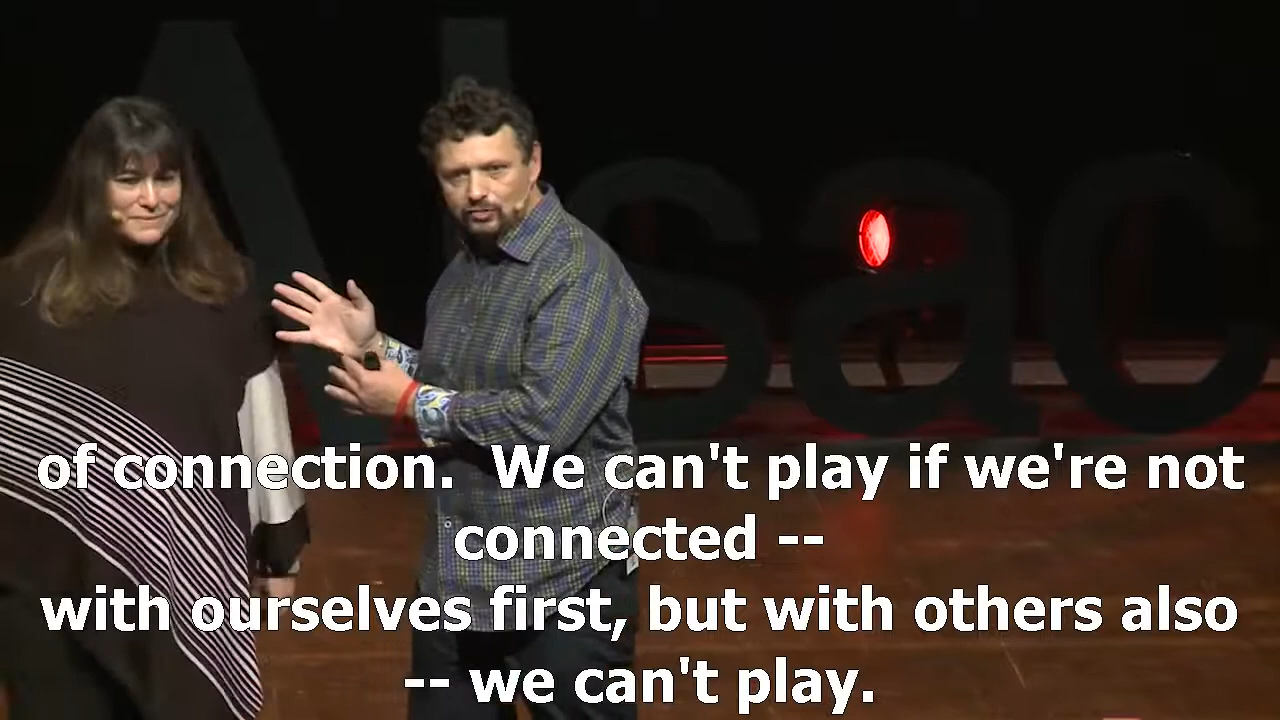 Alsac
of connection.  We can't play if we're not
connected --
with ourselves first, but with others also
-- we can't play.